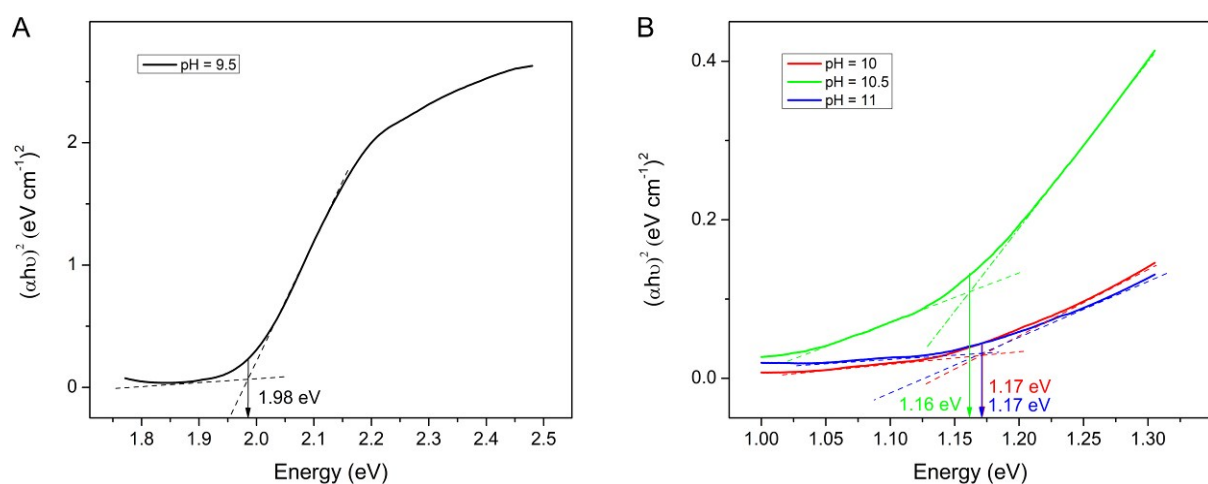 A
pH = 9.5
(αhυ)² (eV cm⁻¹)²
2
1
0
1.98 eV
1.8 1.9 2.0 2.1 2.2 2.3 2.4 2.5
Energy (eV)
B
pH = 10
pH = 10.5
pH = 11
(αhυ)² (eV cm⁻¹)²
0.4
0.2
0.0
1.17 eV
1.16 eV 1.17 eV
1.00 1.05 1.10 1.15 1.20 1.25 1.30
Energy (eV)